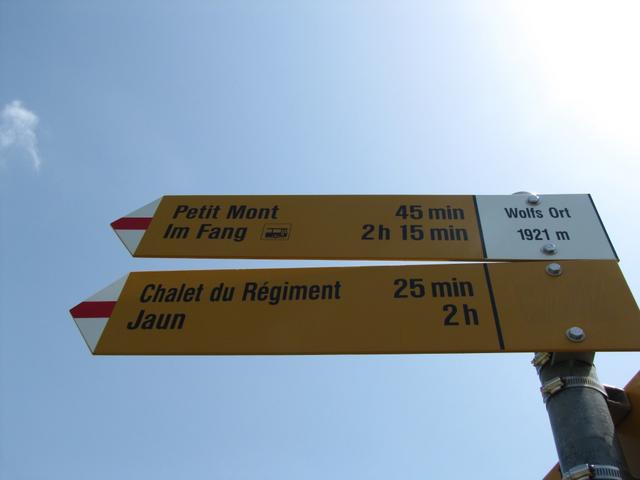 Petit Mont 45 min
Im Fang 2 h 15 min
Wolfs Ort
1921 m
Chalet du Régiment 25 min
Jaun 2 h